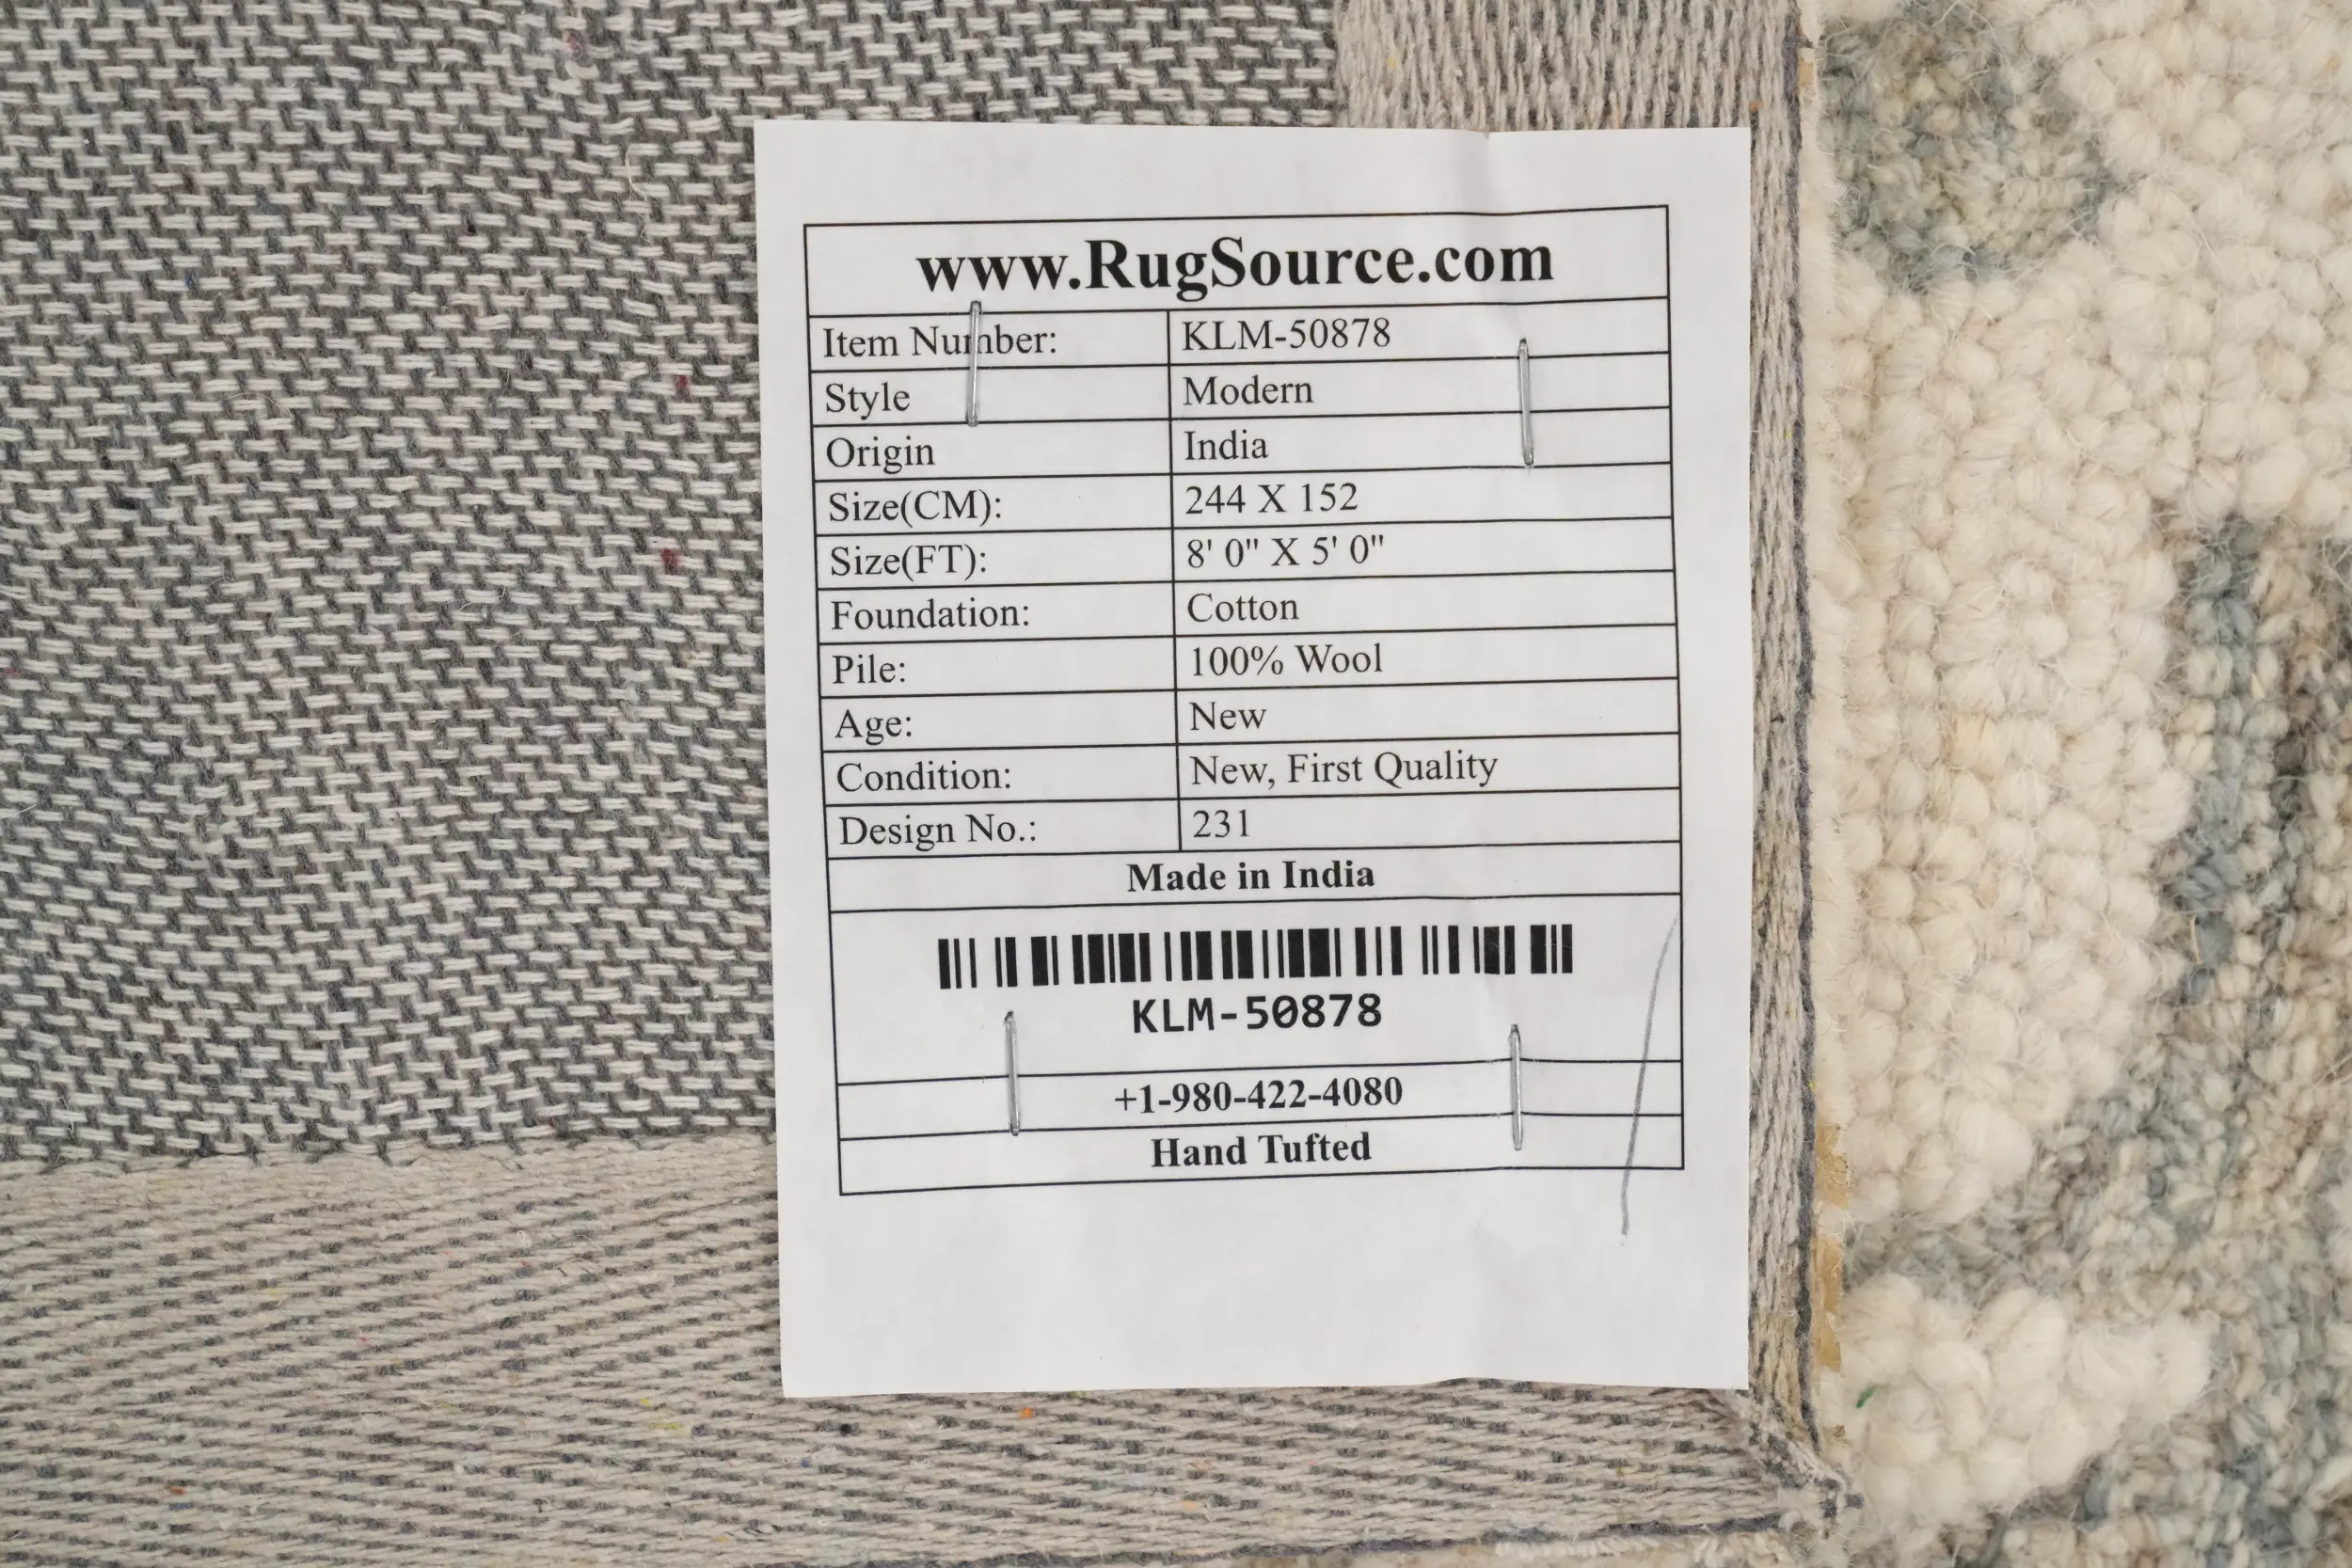 www.RugSource.com
Item Number: KLM-50878
Style Modern
Origin India
Size(CM): 244 X 152
Size(FT): 8' 0" X 5' 0"
Foundation: Cotton
Pile: 100% Wool
Age: New
Condition: New, First Quality
Design No.: 231
Made in India
KLM-50878
+1-980-422-4080
Hand Tufted